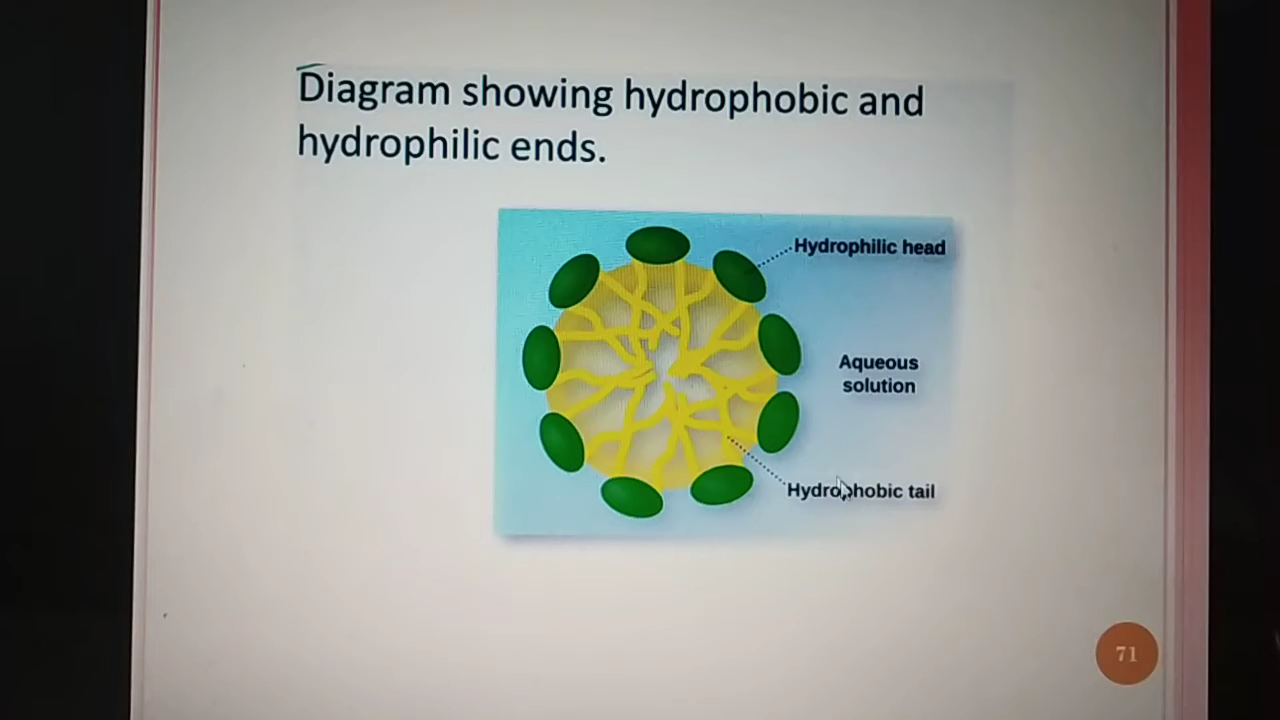 Diagram showing hydrophobic and
hydrophilic ends.
Hydrophilic head
Aqueous
solution
Hydrophobic tail
71